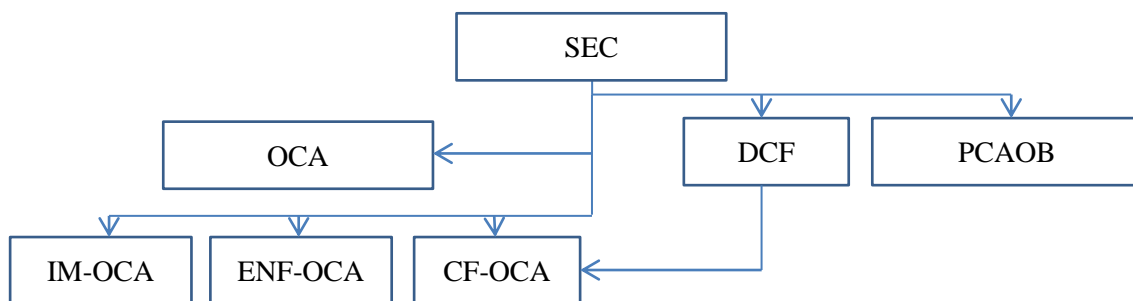 SEC
OCA
DCF
PCAOB
IM-OCA
ENF-OCA
CF-OCA